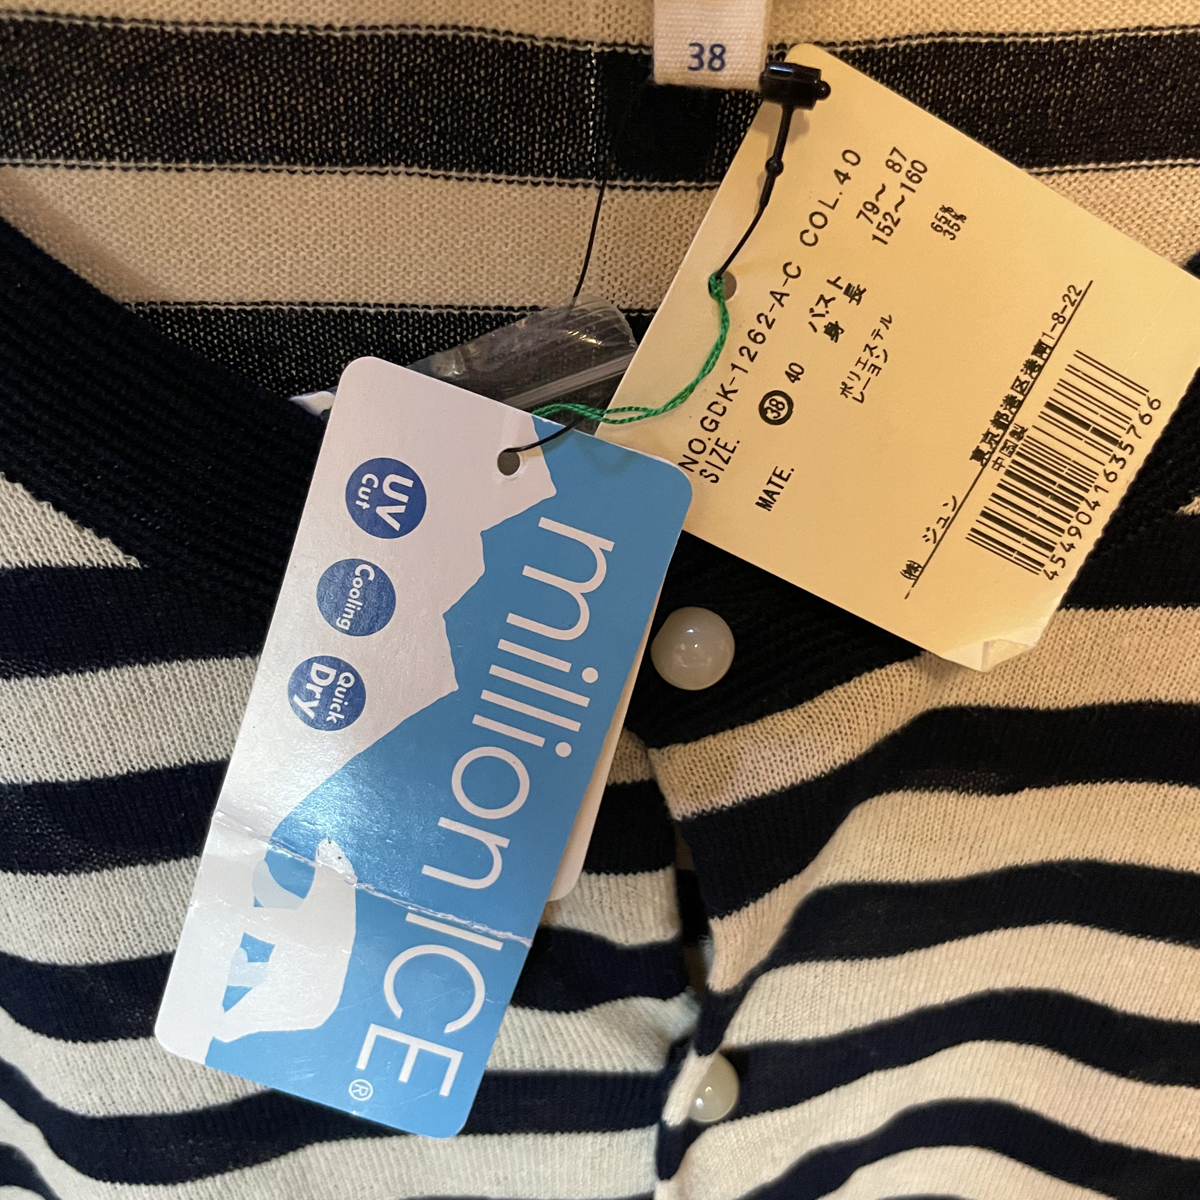 38
NO.GDK-1262-A-C COL.40
SIZE. 38 40 バスト 79〜 87
身長 152〜160
MATE. ポリエステル 65%
レーヨン 35%
㈱ ジュン 東京都港区港南1-8-22
中国製
4549041635766
UV Cut
Cooling
Quick Dry
million ICE®